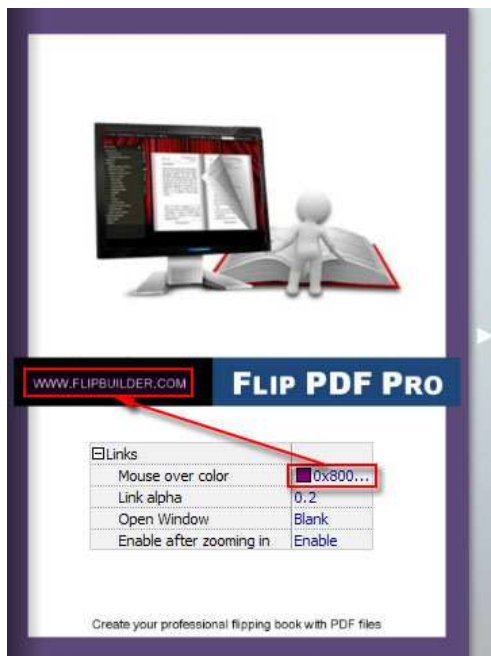 WWW.FLIPBUILDER.COM
FLIP PDF PRO
Links
Mouse over color 0x800...
Link alpha 0.2
Open Window Blank
Enable after zooming in Enable
Create your professional flipping book with PDF files